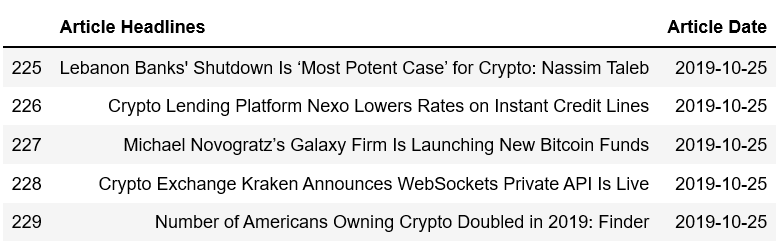 Article Headlines Article Date
225 Lebanon Banks' Shutdown Is ‘Most Potent Case’ for Crypto: Nassim Taleb 2019-10-25
226 Crypto Lending Platform Nexo Lowers Rates on Instant Credit Lines 2019-10-25
227 Michael Novogratz’s Galaxy Firm Is Launching New Bitcoin Funds 2019-10-25
228 Crypto Exchange Kraken Announces WebSockets Private API Is Live 2019-10-25
229 Number of Americans Owning Crypto Doubled in 2019: Finder 2019-10-25